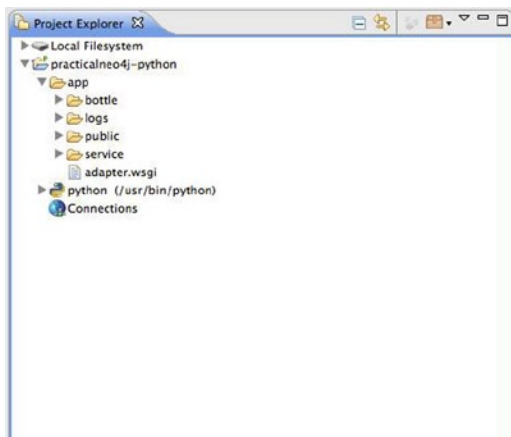 Project Explorer
Local Filesystem
practicalneo4j-python
app
bottle
logs
public
service
adapter.wsgi
python (/usr/bin/python)
Connections